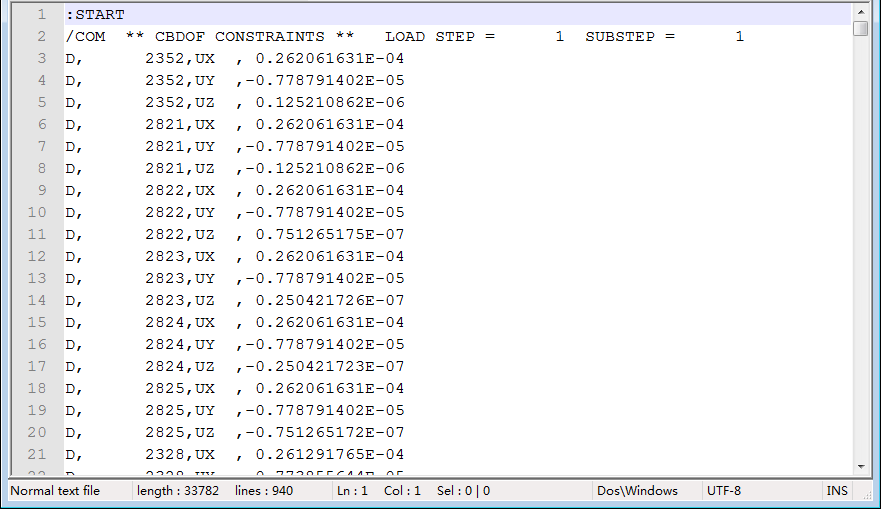 1 :START
2 /COM  ** CBDOF CONSTRAINTS **   LOAD STEP =      1  SUBSTEP =      1
3 D,      2352,UX  , 0.262061631E-04
4 D,      2352,UY  ,-0.778791402E-05
5 D,      2352,UZ  , 0.125210862E-06
6 D,      2821,UX  , 0.262061631E-04
7 D,      2821,UY  ,-0.778791402E-05
8 D,      2821,UZ  ,-0.125210862E-06
9 D,      2822,UX  , 0.262061631E-04
10 D,      2822,UY  ,-0.778791402E-05
11 D,      2822,UZ  , 0.751265175E-07
12 D,      2823,UX  , 0.262061631E-04
13 D,      2823,UY  ,-0.778791402E-05
14 D,      2823,UZ  , 0.250421726E-07
15 D,      2824,UX  , 0.262061631E-04
16 D,      2824,UY  ,-0.778791402E-05
17 D,      2824,UZ  ,-0.250421723E-07
18 D,      2825,UX  , 0.262061631E-04
19 D,      2825,UY  ,-0.778791402E-05
20 D,      2825,UZ  ,-0.751265172E-07
21 D,      2328,UX  , 0.261291765E-04
Normal text file length : 33782 lines : 940 Ln : 1 Col : 1 Sel : 0 | 0 Dos\Windows UTF-8 INS